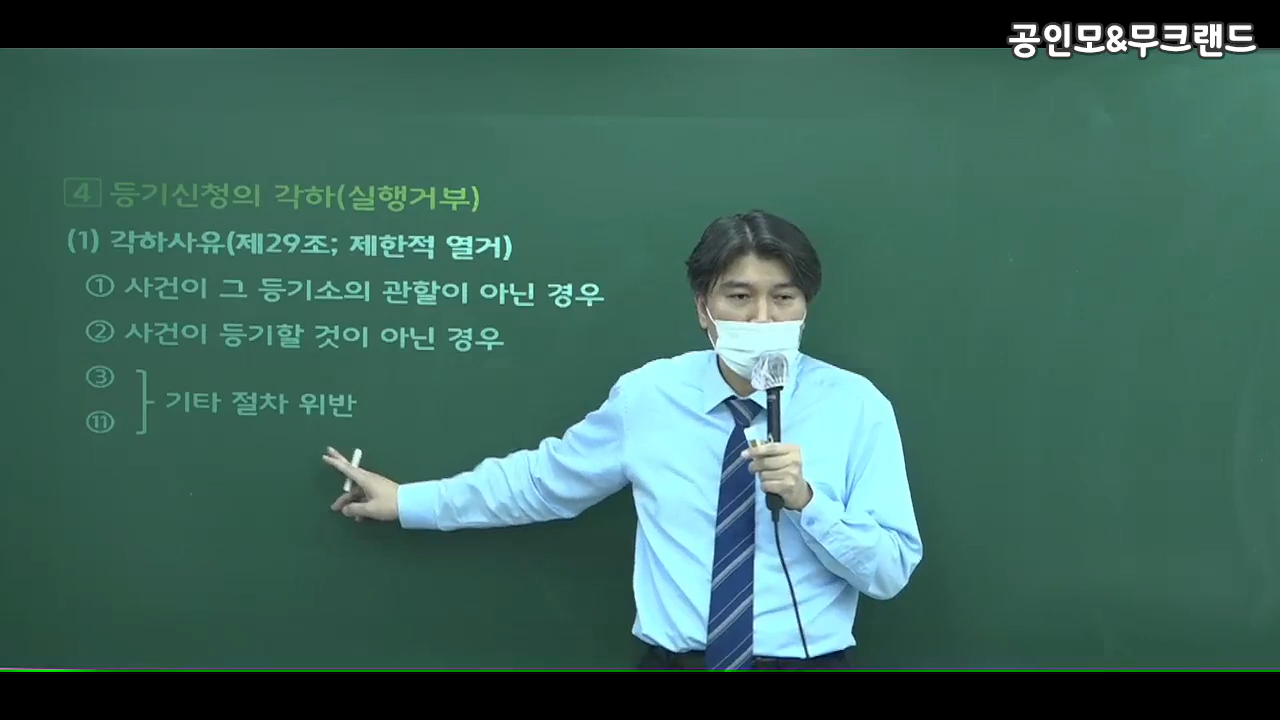 공인모&무크랜드
4 등기신청의 각하(실행거부)
(1) 각하사유(제29조; 제한적 열거)
① 사건이 그 등기소의 관할이 아닌 경우
② 사건이 등기할 것이 아닌 경우
③
기타 절차 위반
⑪